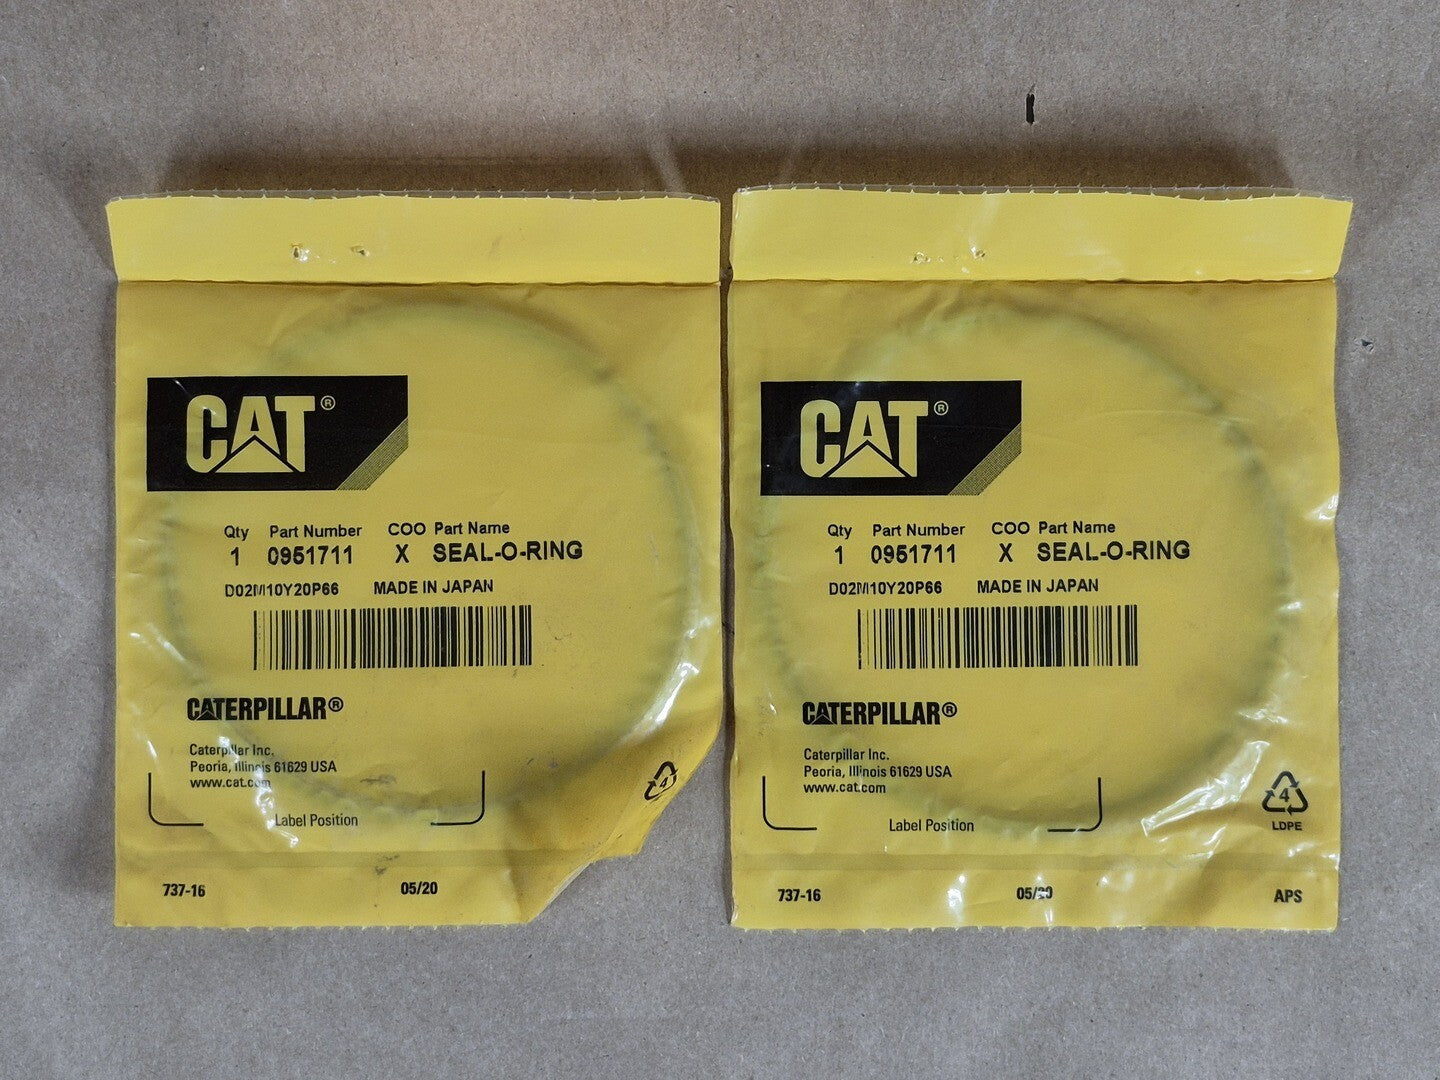 CAT®
Qty Part Number COO Part Name
1 0951711 X SEAL-O-RING
D02M10Y20P66 MADE IN JAPAN
CATERPILLAR®
Caterpillar Inc.
Peoria, Illinois 61629 USA
www.cat.com
Label Position
4
737-16 05/20
CAT®
Qty Part Number COO Part Name
1 0951711 X SEAL-O-RING
D02M10Y20P66 MADE IN JAPAN
CATERPILLAR®
Caterpillar Inc.
Peoria, Illinois 61629 USA
www.cat.com
Label Position
4
LDPE
737-16 05/20 APS